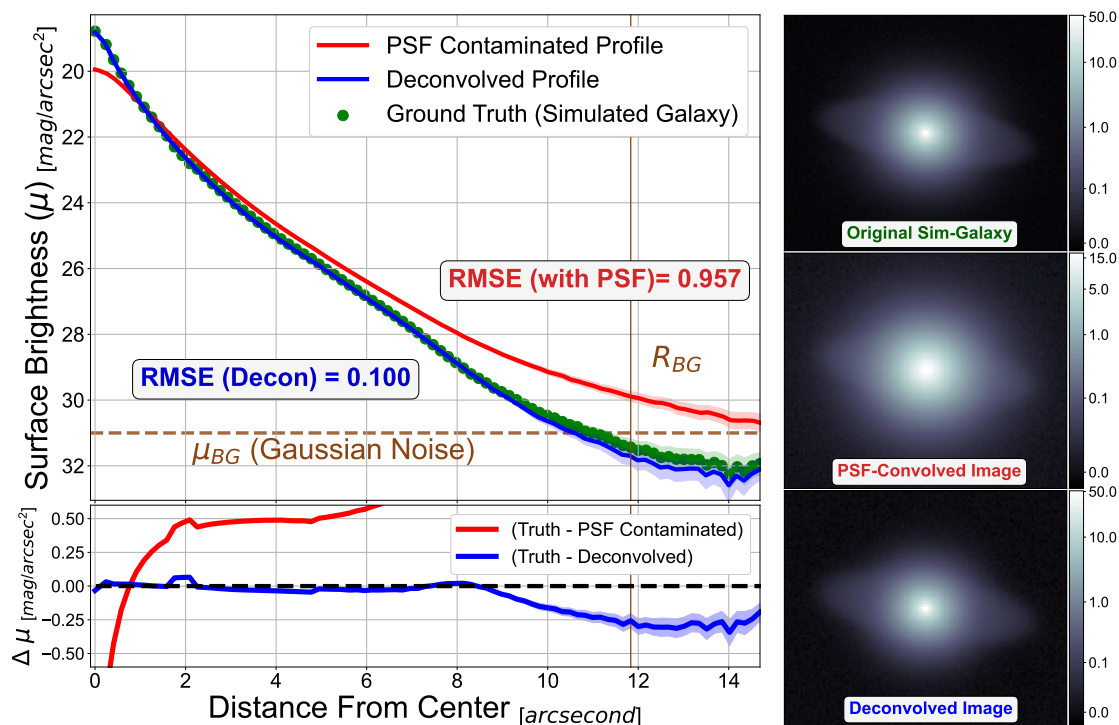 Surface Brightness (μ) [mag/arcsec²]
20
22
24
26
28
30
32
PSF Contaminated Profile
Deconvolved Profile
Ground Truth (Simulated Galaxy)
RMSE (with PSF)= 0.957
R_BG
RMSE (Decon) = 0.100
μ_BG (Gaussian Noise)
Δ μ [mag/arcsec²]
0.50
0.25
0.00
−0.25
−0.50
(Truth - PSF Contaminated)
(Truth - Deconvolved)
0 2 4 6 8 10 12 14
Distance From Center [arcsecond]
50.0
10.0
1.0
0.1
0.0
Original Sim-Galaxy
15.0
5.0
1.0
0.1
0.0
PSF-Convolved Image
50.0
10.0
1.0
0.1
0.0
Deconvolved Image